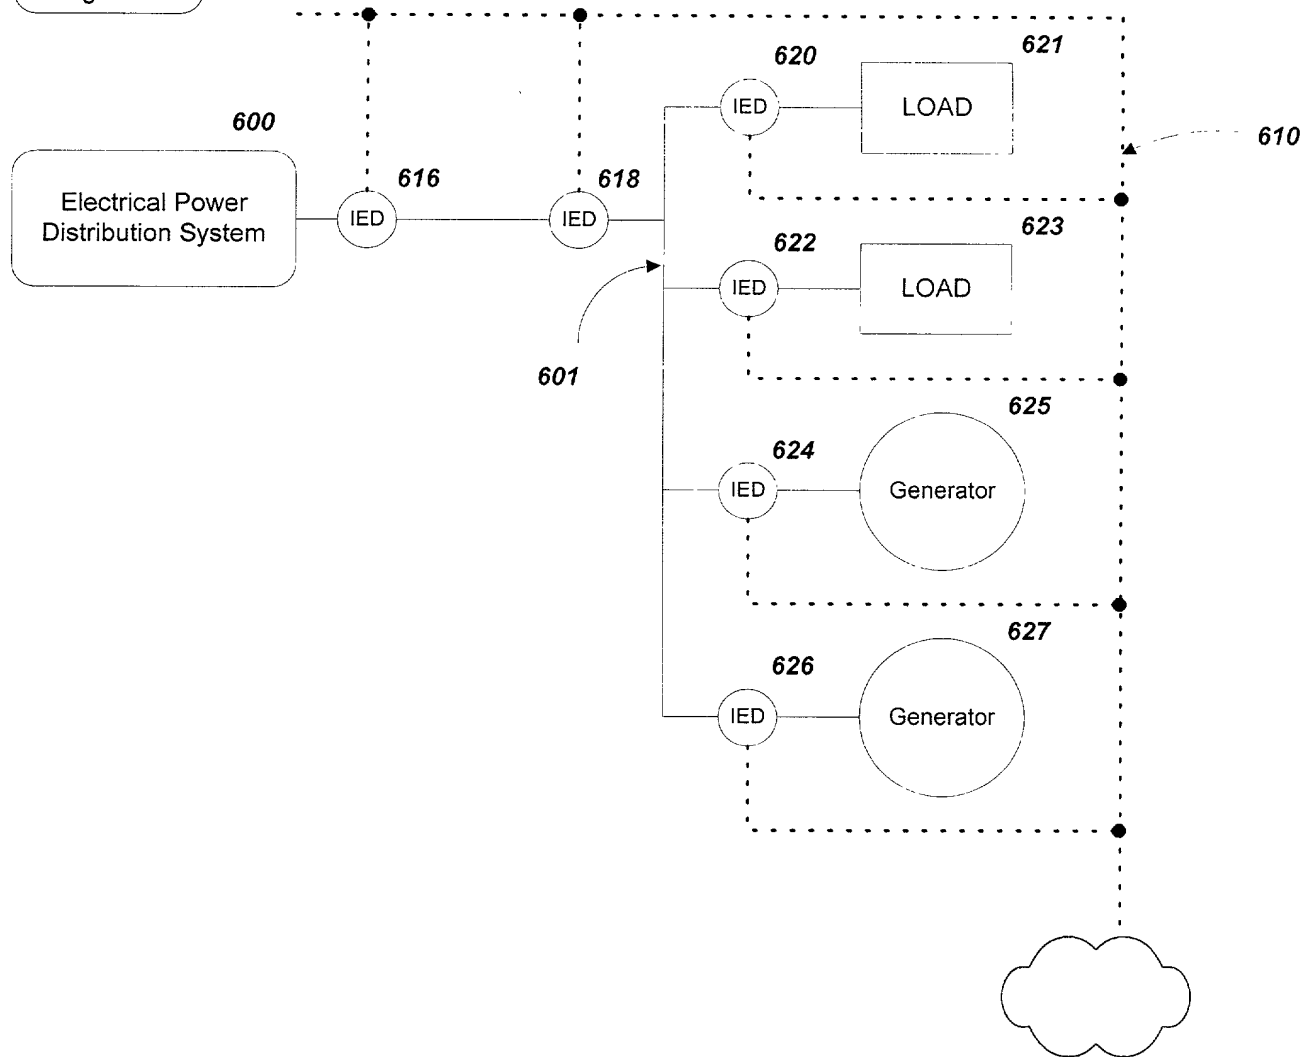 620
621
IED
LOAD
600
610
616
618
Electrical Power
Distribution System
IED
IED
622
623
IED
LOAD
601
625
624
IED
Generator
627
626
IED
Generator